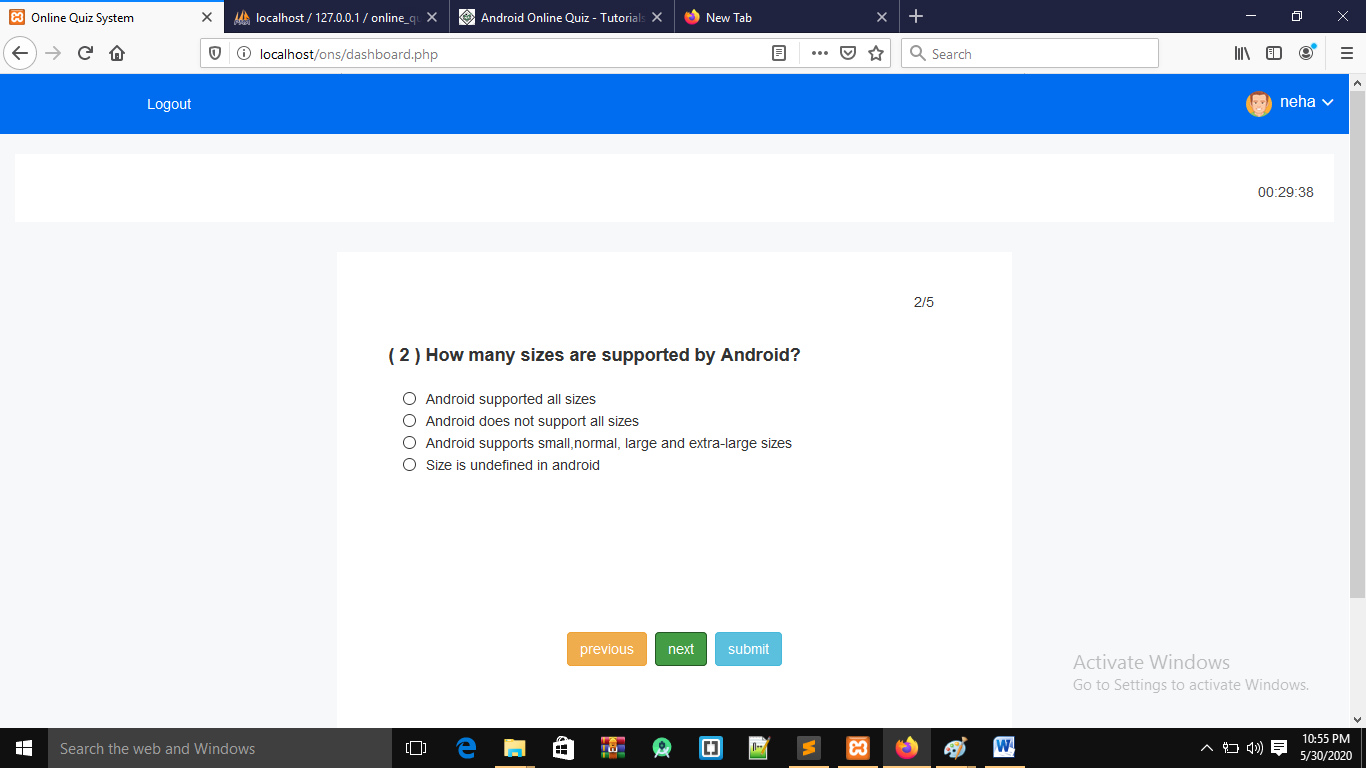 Online Quiz System
localhost / 127.0.0.1 / online_qu
Android Online Quiz - Tutorials
New Tab
localhost/ons/dashboard.php
Search
Logout
neha
00:29:38
2/5
( 2 ) How many sizes are supported by Android?
Android supported all sizes
Android does not support all sizes
Android supports small,normal, large and extra-large sizes
Size is undefined in android
previous next submit
Activate Windows
Go to Settings to activate Windows.
Search the web and Windows
10:55 PM
5/30/2020